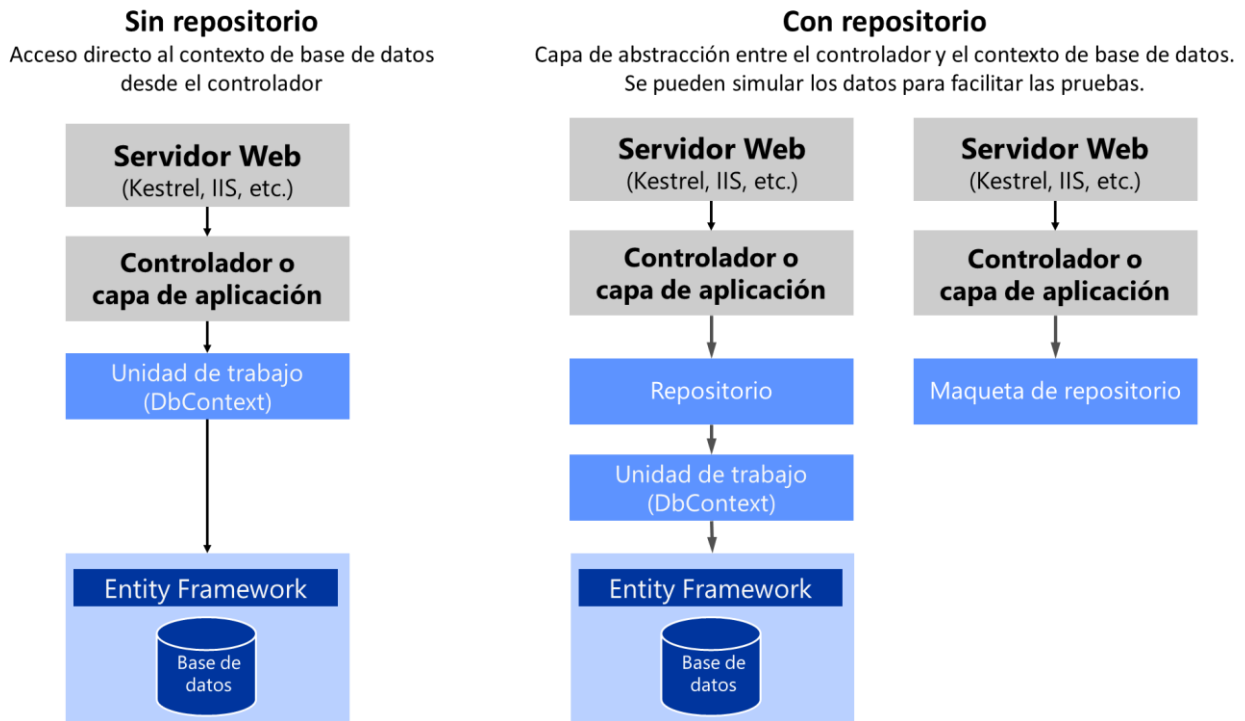 Sin repositorio
Acceso directo al contexto de base de datos
desde el controlador
Servidor Web
(Kestrel, IIS, etc.)
Controlador o
capa de aplicación
Unidad de trabajo
(DbContext)
Entity Framework
Base de
datos
Con repositorio
Capa de abstracción entre el controlador y el contexto de base de datos.
Se pueden simular los datos para facilitar las pruebas.
Servidor Web
(Kestrel, IIS, etc.)
Controlador o
capa de aplicación
Repositorio
Unidad de trabajo
(DbContext)
Entity Framework
Base de
datos
Servidor Web
(Kestrel, IIS, etc.)
Controlador o
capa de aplicación
Maqueta de repositorio